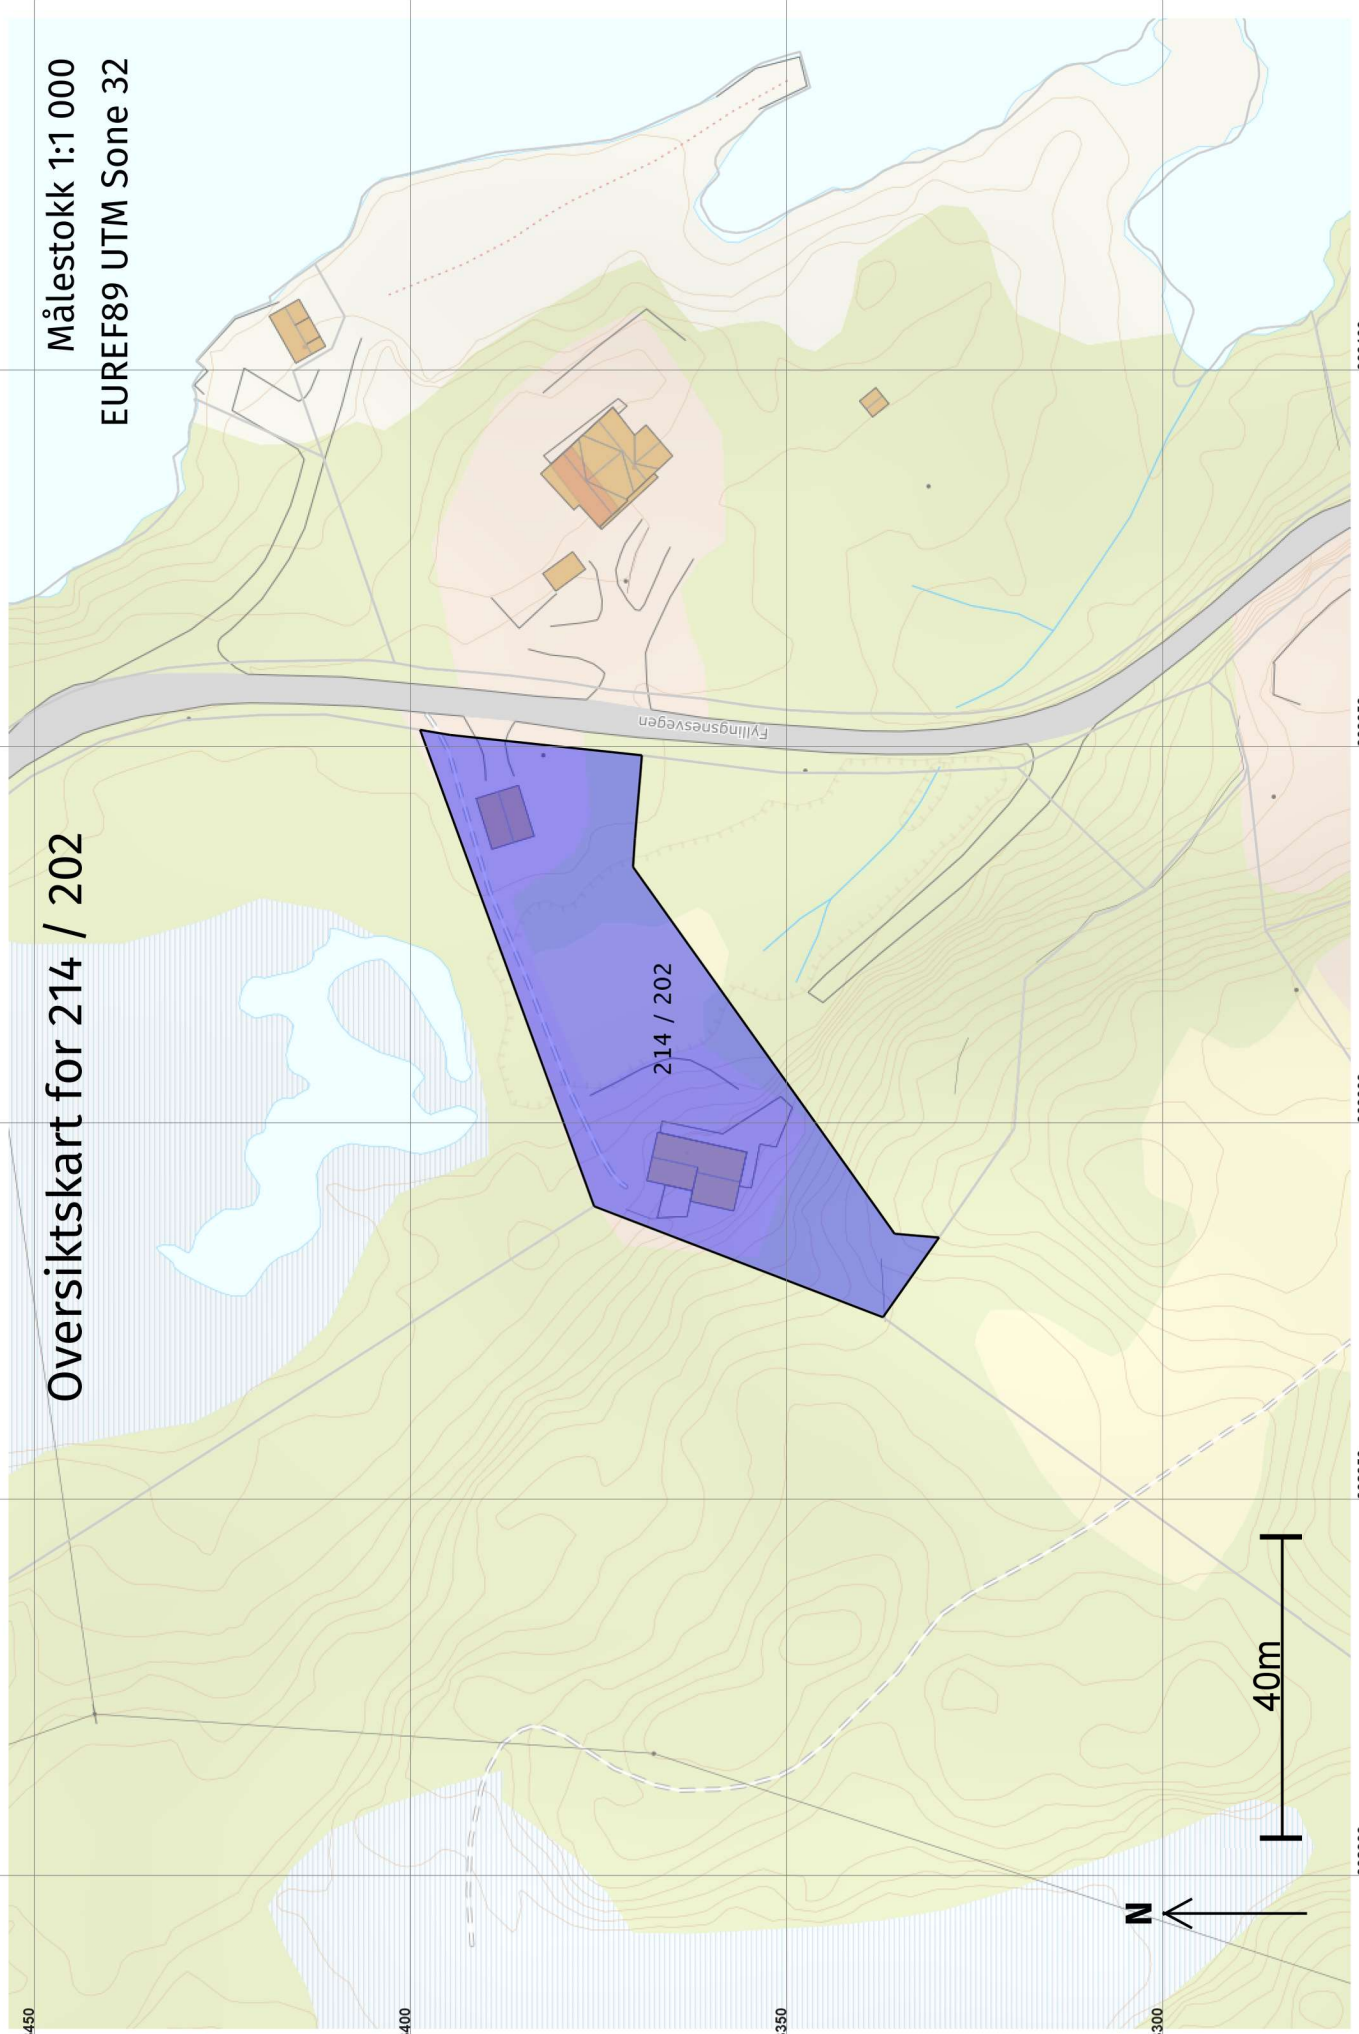 Oversiktskart for 214 / 202
Målestokk 1:1 000
EUREF89 UTM Sone 32
Fyllingsnesvegen
214 / 202
40m
N
450
400
350
300